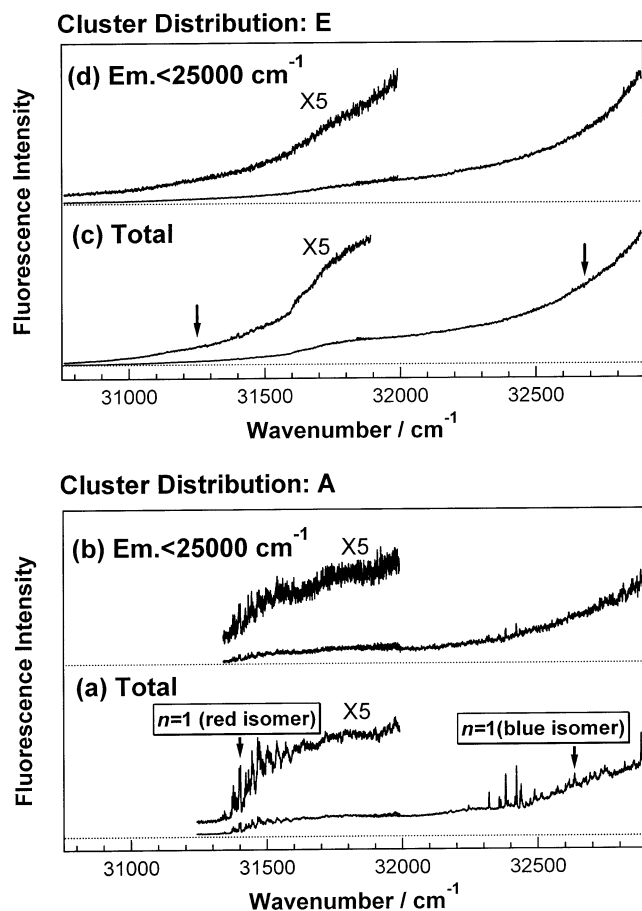 Cluster Distribution: E
(d) Em.<25000 cm⁻¹
X5
(c) Total
X5
Fluorescence Intensity
31000 31500 32000 32500
Wavenumber / cm⁻¹
Cluster Distribution: A
(b) Em.<25000 cm⁻¹
X5
(a) Total
n=1 (red isomer)
X5
n=1(blue isomer)
Fluorescence Intensity
31000 31500 32000 32500
Wavenumber / cm⁻¹